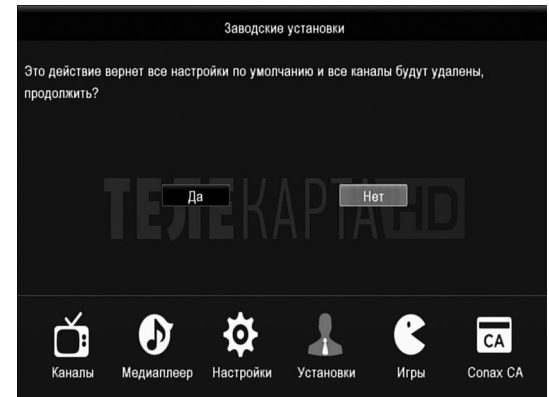 Заводские установки
Это действие вернет все настройки по умолчанию и все каналы будут удалены,
продолжить?
Да
Нет
ТЕЛЕКАРТА HD
CA
Каналы
Медиаплеер
Настройки
Установки
Игры
Conax CA